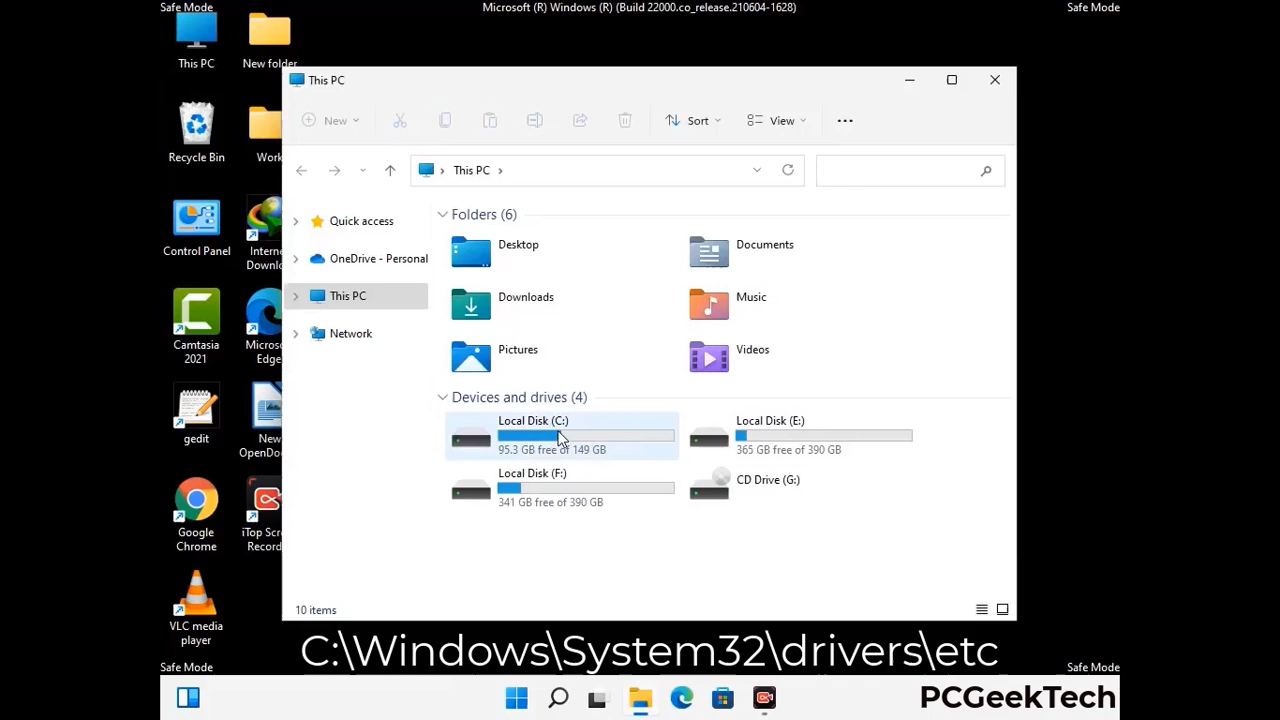 Safe Mode
Microsoft (R) Windows (R) (Build 22000.co_release.210604-1628)
Safe Mode
This PC
New folder
Recycle Bin
Work
Control Panel
Interne
Downlo
Camtasia
2021
Microso
Edge
gedit
New
OpenDo
Google
Chrome
iTop Scre
Record
VLC media
player
This PC
New
Sort
View
This PC
Quick access
OneDrive - Personal
This PC
Network
Folders (6)
Desktop
Documents
Downloads
Music
Pictures
Videos
Devices and drives (4)
Local Disk (C:)
95.3 GB free of 149 GB
Local Disk (E:)
365 GB free of 390 GB
Local Disk (F:)
341 GB free of 390 GB
CD Drive (G:)
10 items
C:\Windows\System32\drivers\etc
Safe Mode
Safe Mode
PCGeekTech